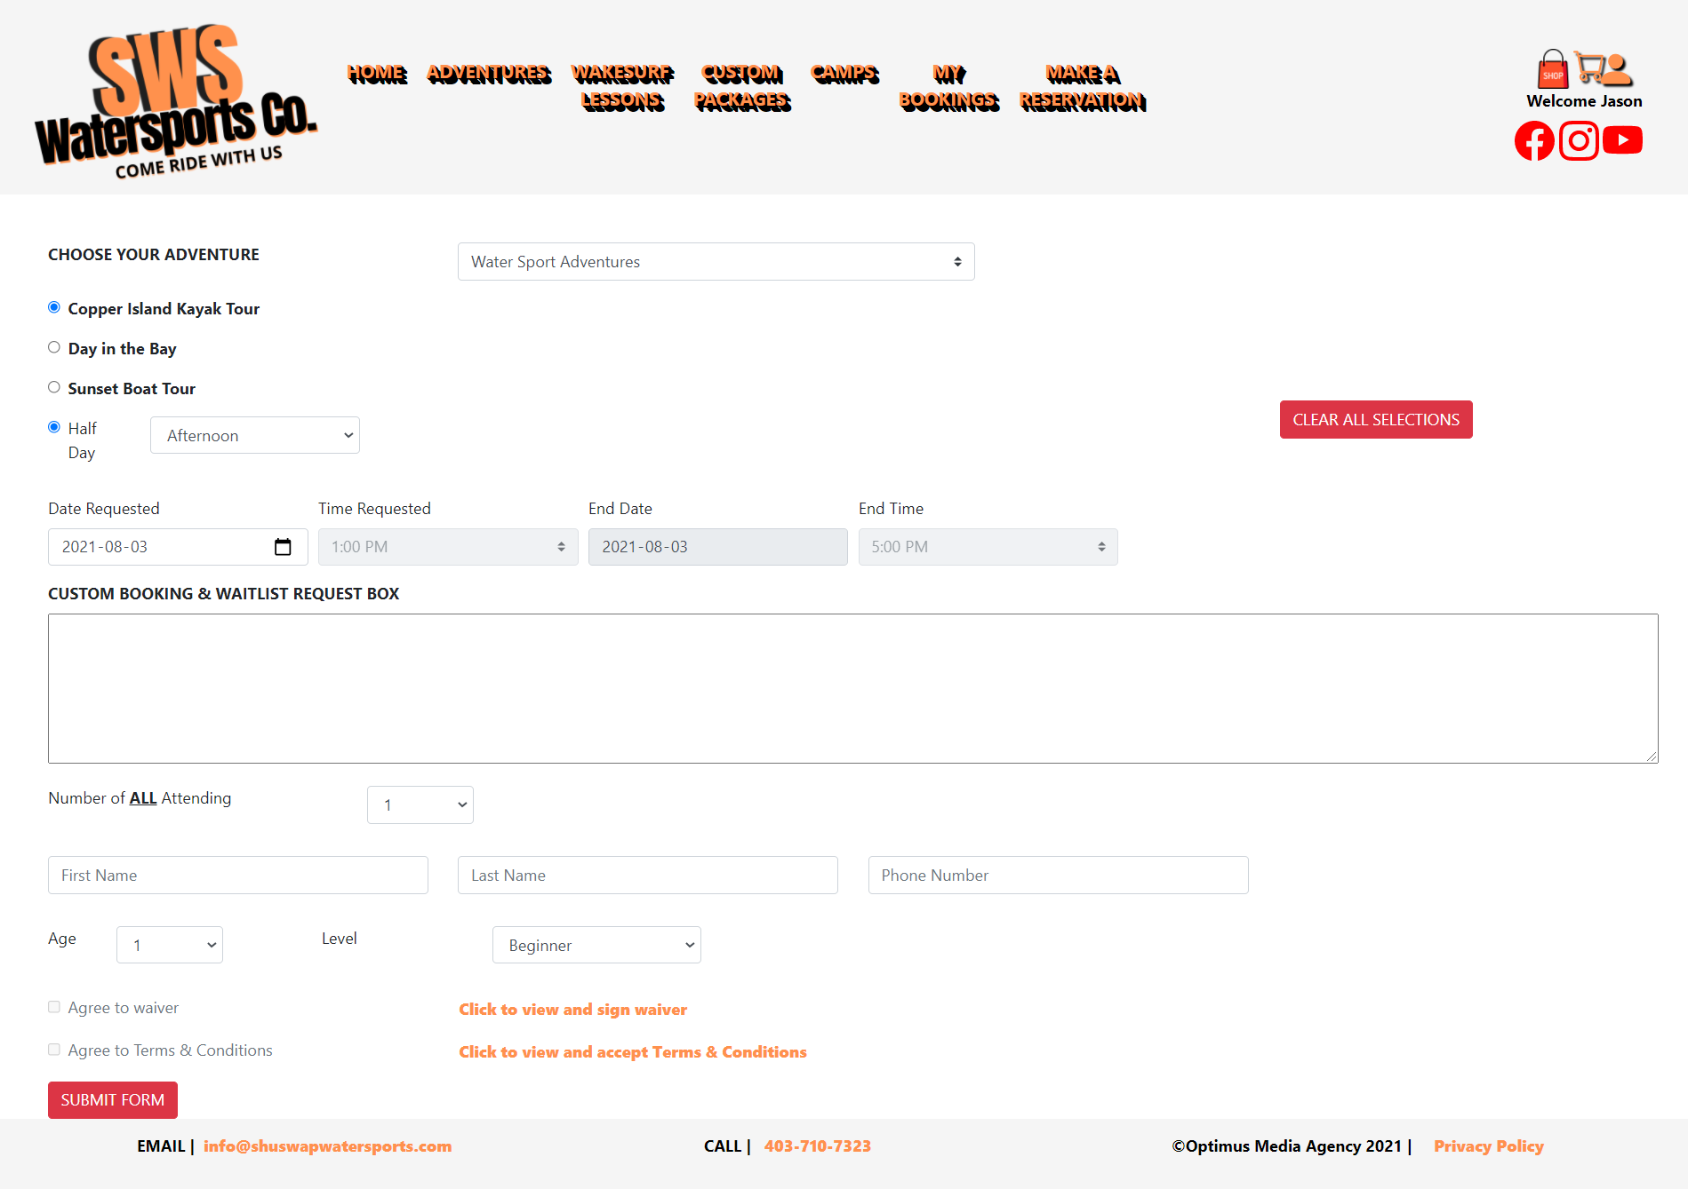 SWS
Watersports Co.
COME RIDE WITH US
HOME
ADVENTURES
WAKESURF
LESSONS
CUSTOM
PACKAGES
CAMPS
MY
BOOKINGS
MAKE A
RESERVATION
SHOP
Welcome Jason
CHOOSE YOUR ADVENTURE
Water Sport Adventures
Copper Island Kayak Tour
Day in the Bay
Sunset Boat Tour
Half
Day
Afternoon
CLEAR ALL SELECTIONS
Date Requested
Time Requested
End Date
End Time
2021-08-03
1:00 PM
2021-08-03
5:00 PM
CUSTOM BOOKING & WAITLIST REQUEST BOX
Number of ALL Attending
1
First Name
Last Name
Phone Number
Age
1
Level
Beginner
Agree to waiver
Click to view and sign waiver
Agree to Terms & Conditions
Click to view and accept Terms & Conditions
SUBMIT FORM
EMAIL | info@shuswapwatersports.com
CALL | 403-710-7323
©Optimus Media Agency 2021 | Privacy Policy